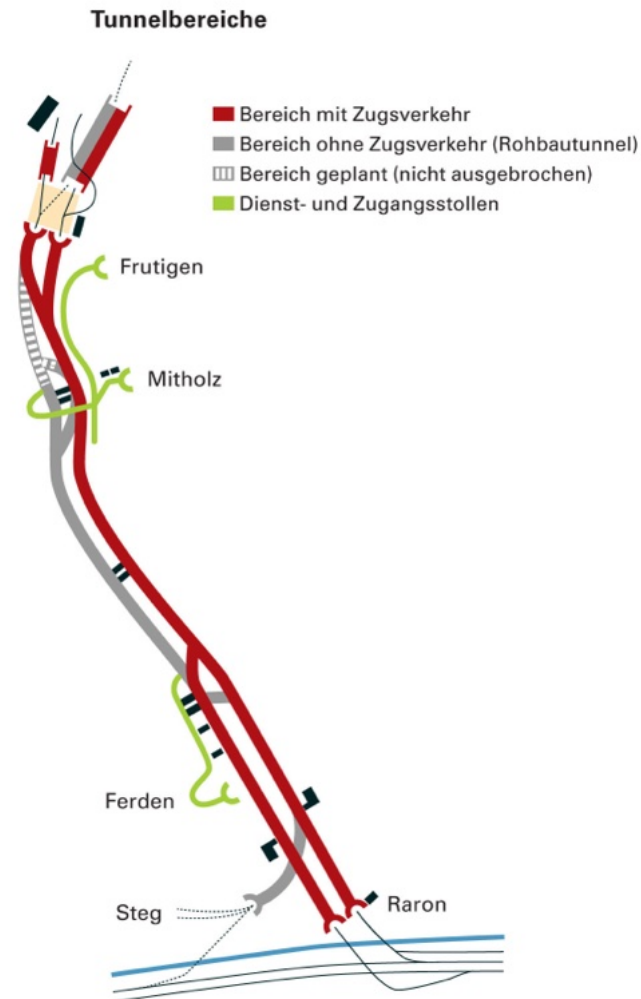 Tunnelbereiche
Bereich mit Zugsverkehr
Bereich ohne Zugsverkehr (Rohbautunnel)
Bereich geplant (nicht ausgebrochen)
Dienst- und Zugangsstollen
Frutigen
Mitholz
Ferden
Steg
Raron